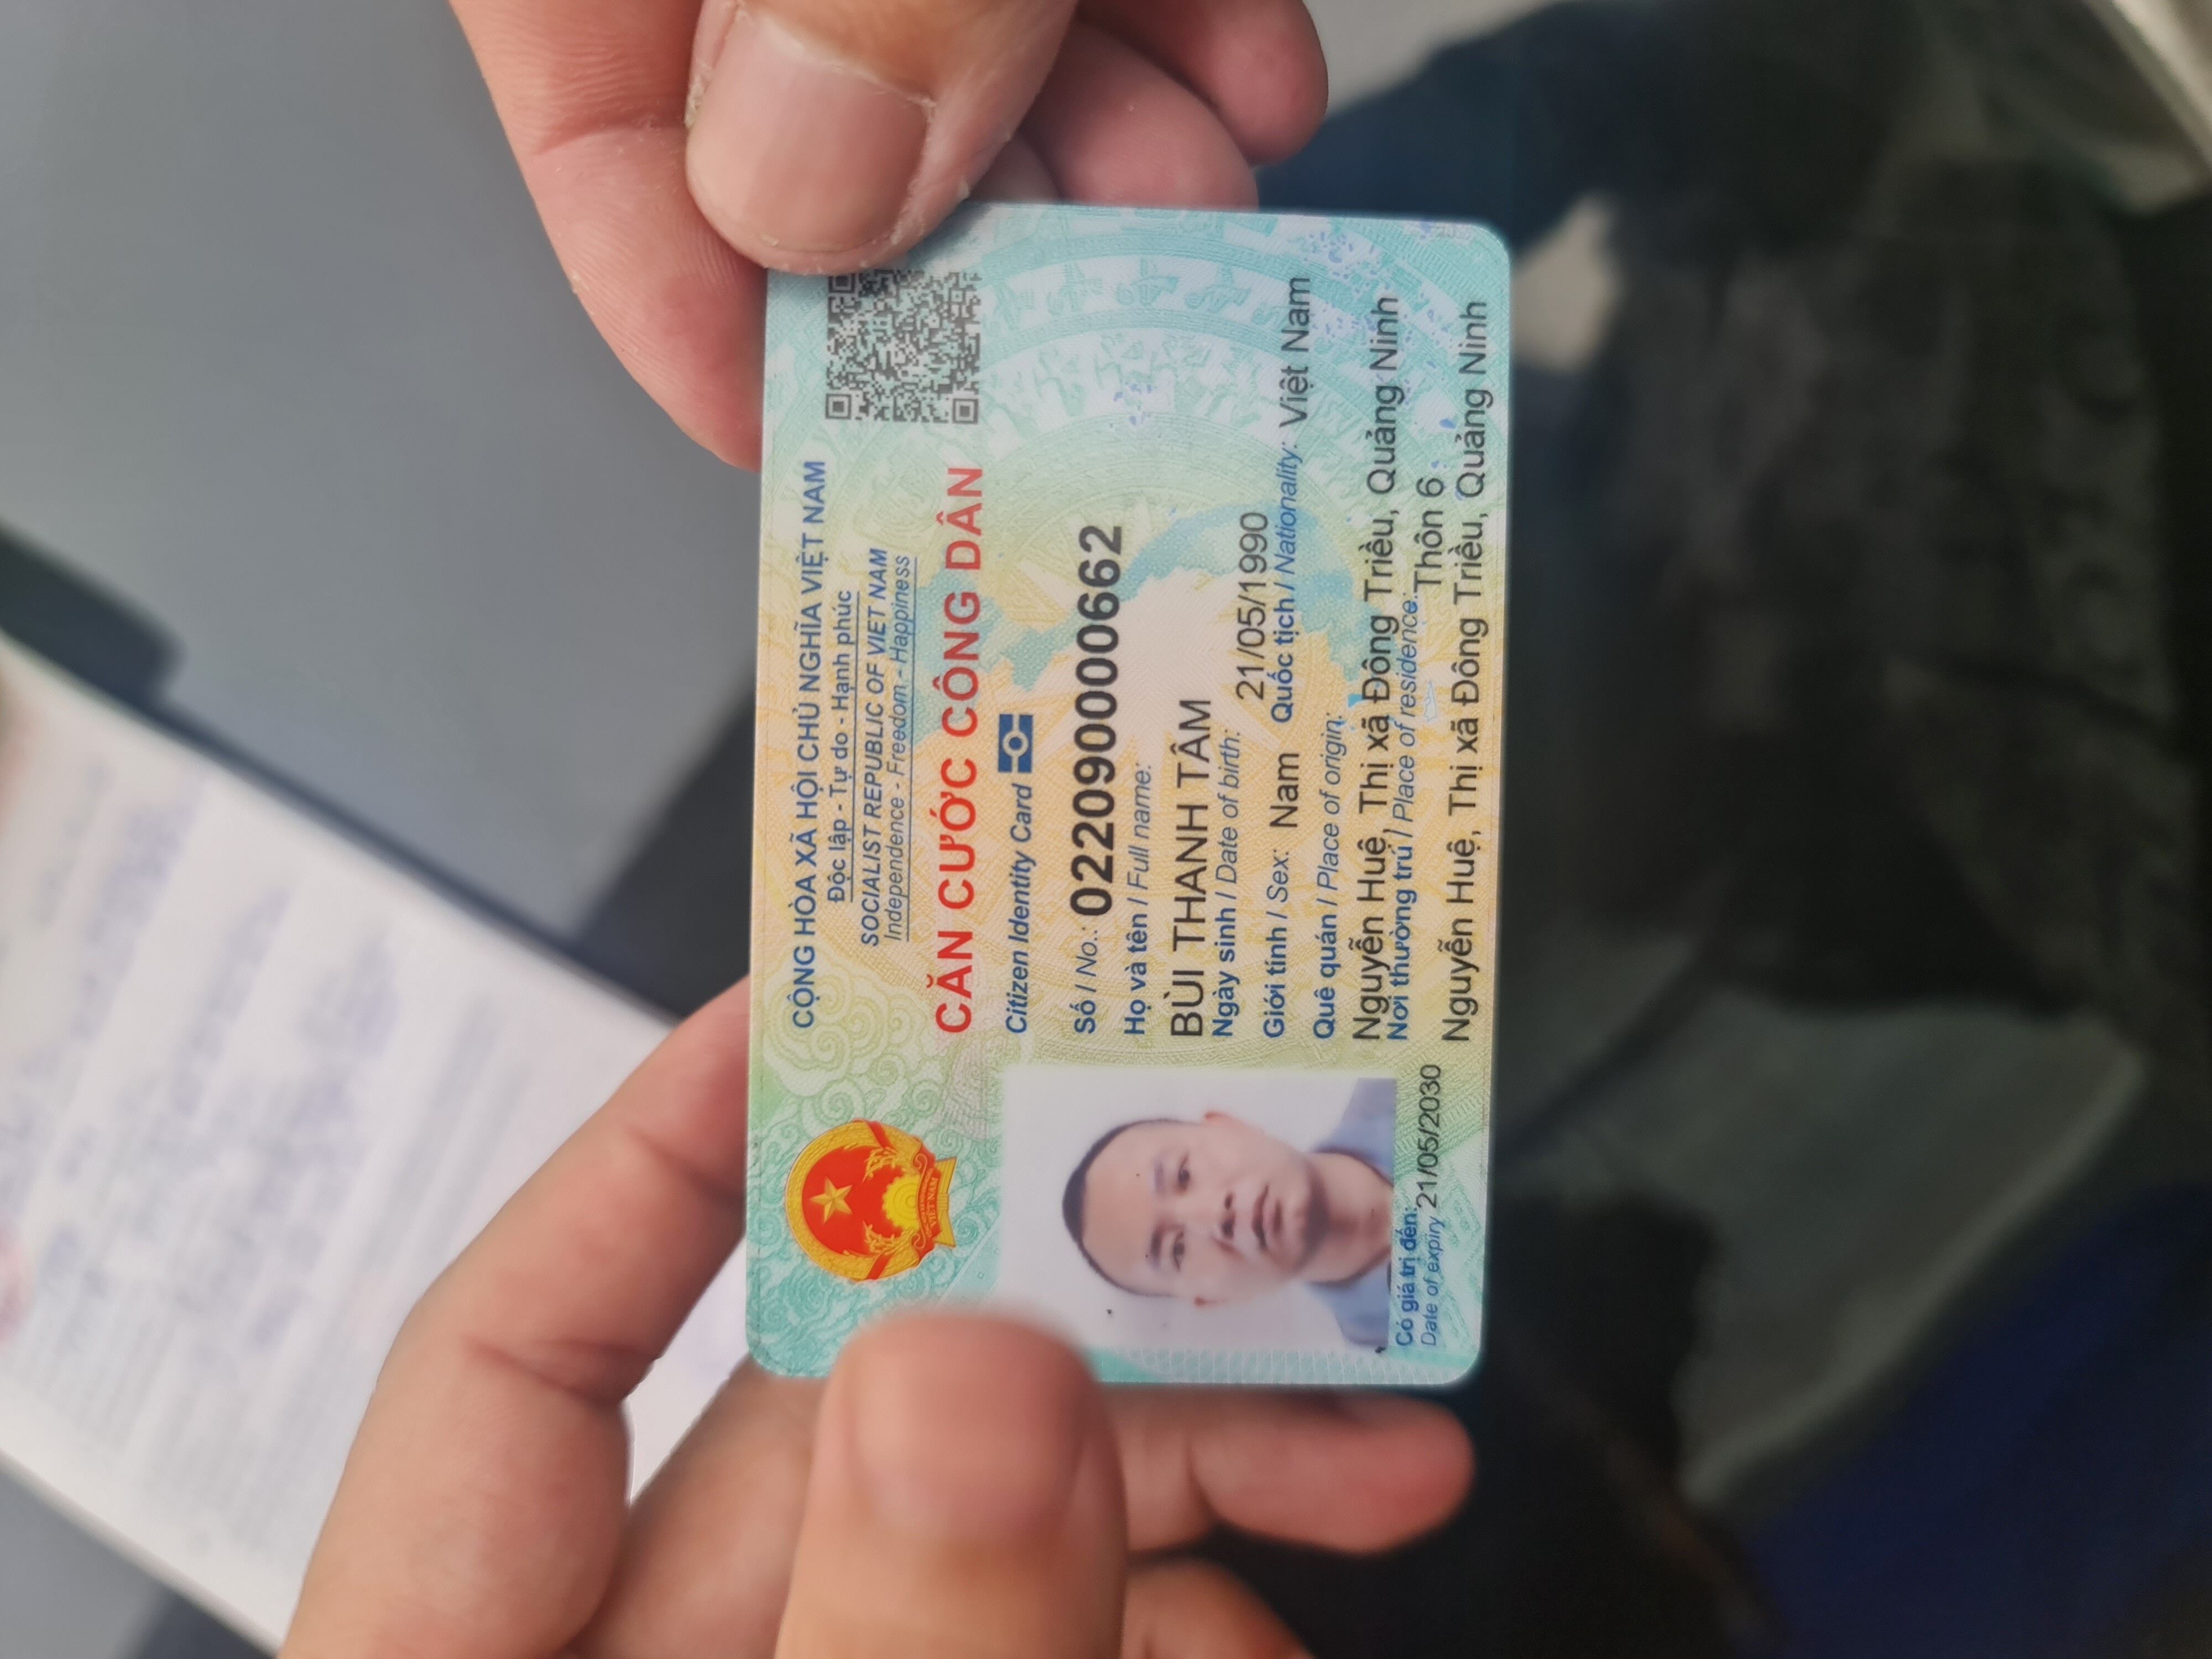 CỘNG HÒA XÃ HỘI CHỦ NGHĨA VIỆT NAM
Độc lập - Tự do - Hạnh phúc
SOCIALIST REPUBLIC OF VIET NAM
Independence - Freedom - Happiness
CĂN CƯỚC CÔNG DÂN
Citizen Identity Card
Số / No.: 022090000662
Họ và tên / Full name:
BÙI THANH TÂM
Ngày sinh / Date of birth: 21/05/1990
Giới tính / Sex: Nam Quốc tịch / Nationality: Việt Nam
Quê quán / Place of origin:
Nguyễn Huệ, Thị xã Đông Triều, Quảng Ninh
Nơi thường trú / Place of residence: Thôn 6
Nguyễn Huệ, Thị xã Đông Triều, Quảng Ninh
Có giá trị đến: 21/05/2030
Date of expiry
VIỆT NAM